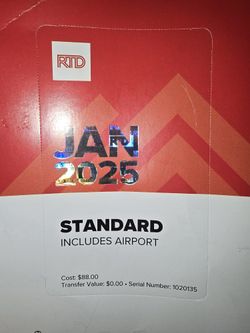 RTD
JAN
2025
STANDARD
INCLUDES AIRPORT
Cost: $88.00
Transfer Value: $0.00 • Serial Number: 1020135